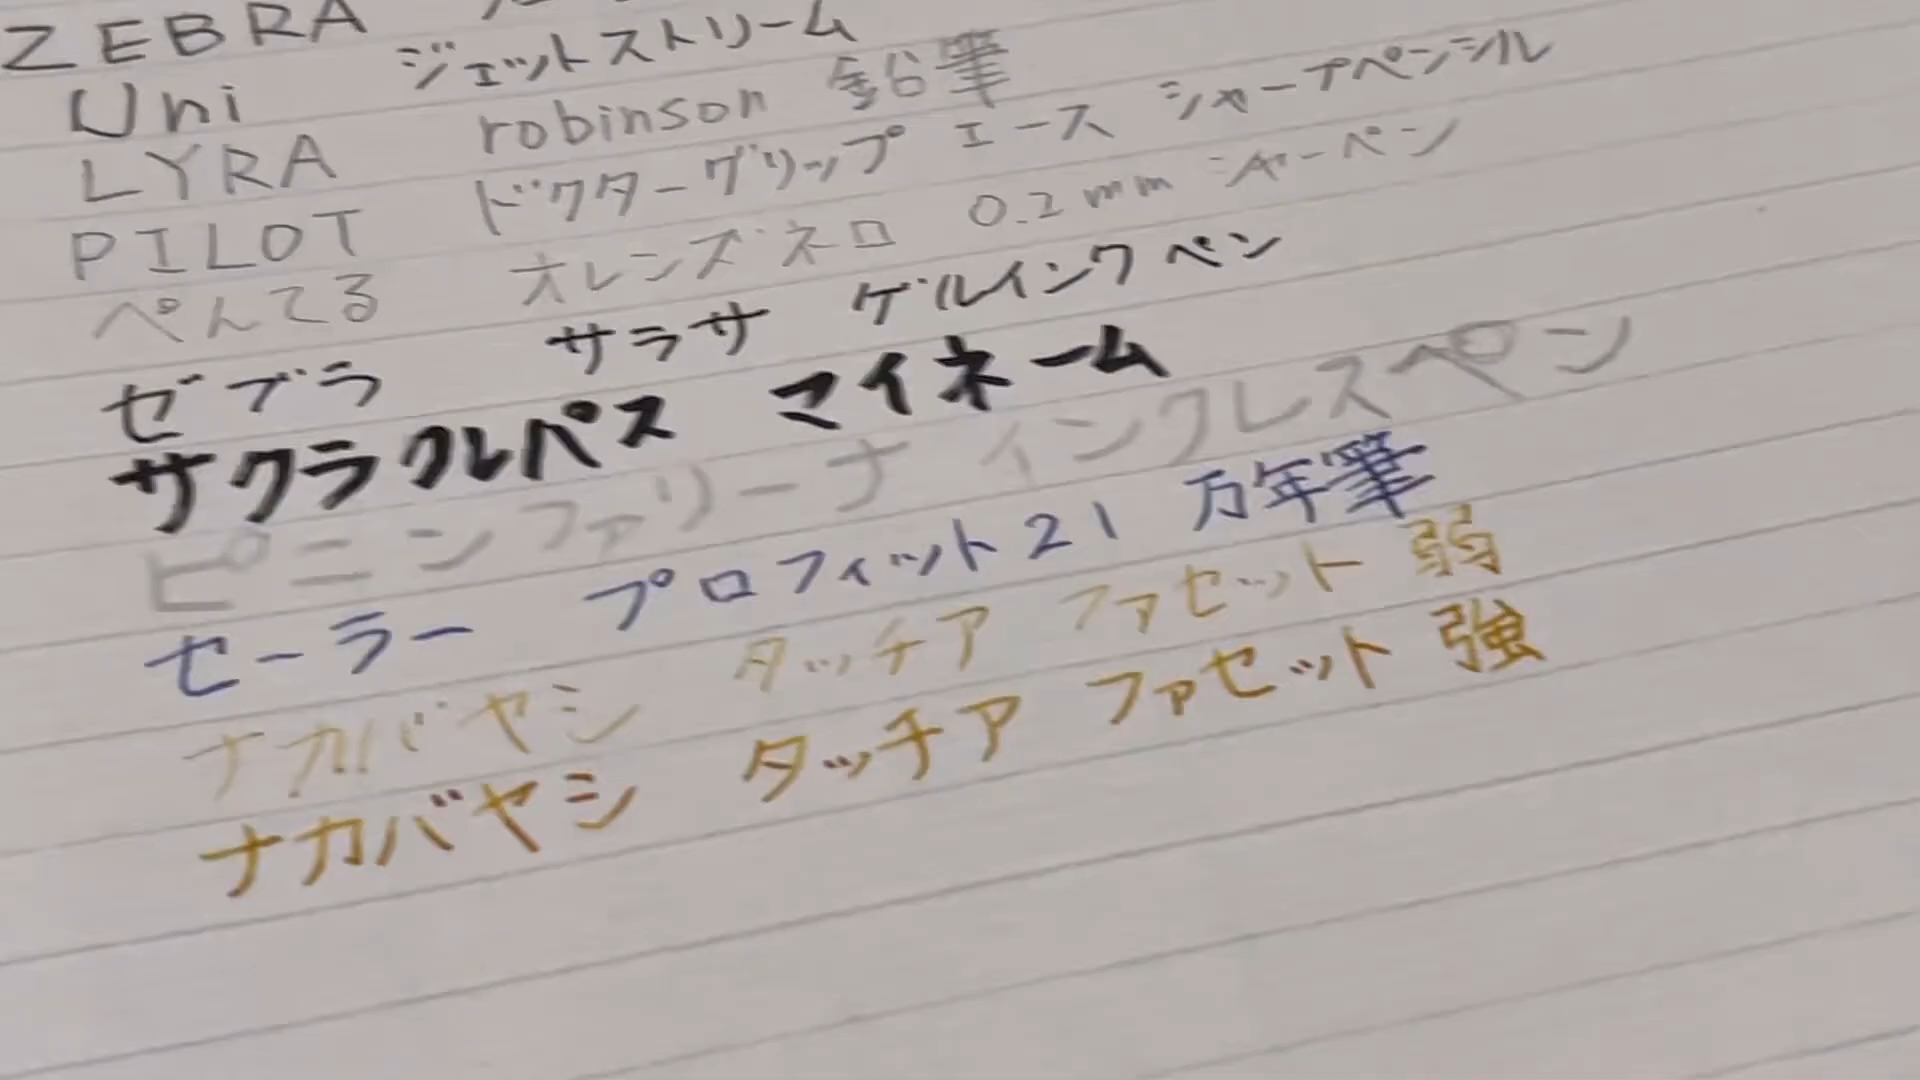 ZEBRA
Uni ジェットストリーム
LYRA robinson 鉛筆
PILOT ドクターグリップ エース シャープペンシル
ぺんてる オレンズネロ 0.2mm シャーペン
ゼブラ サラサ ゲルインクペン
サクラクレパス マイネーム
ピニンファリーナ インクレスペン
セーラー プロフィット21 万年筆
ナカバヤシ タッチア ファセット 弱
ナカバヤシ タッチア ファセット 強